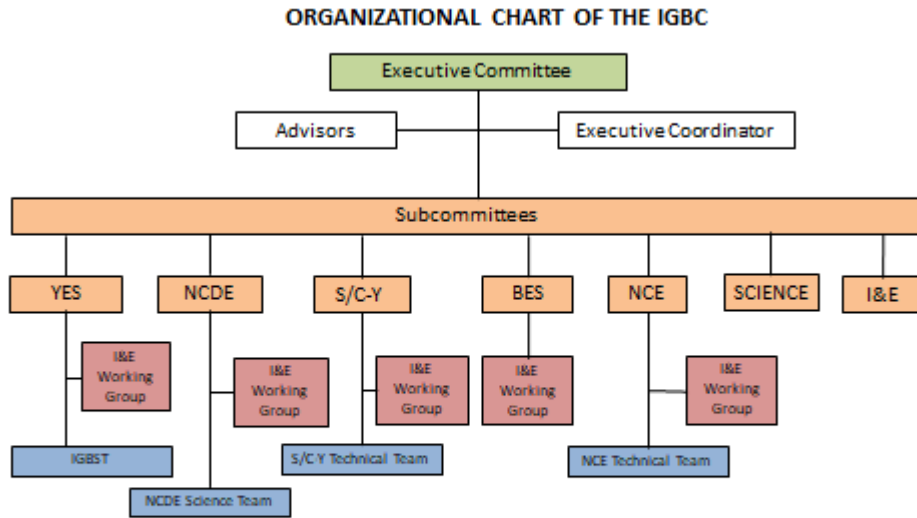 ORGANIZATIONAL CHART OF THE IGBC
Executive Committee
Advisors
Executive Coordinator
Subcommittees
YES
NCDE
S/C-Y
BES
NCE
SCIENCE
I&E
I&E
Working
Group
I&E
Working
Group
I&E
Working
Group
I&E
Working
Group
I&E
Working
Group
IGBST
S/C-Y Technical Team
NCE Technical Team
NCDE Science Team